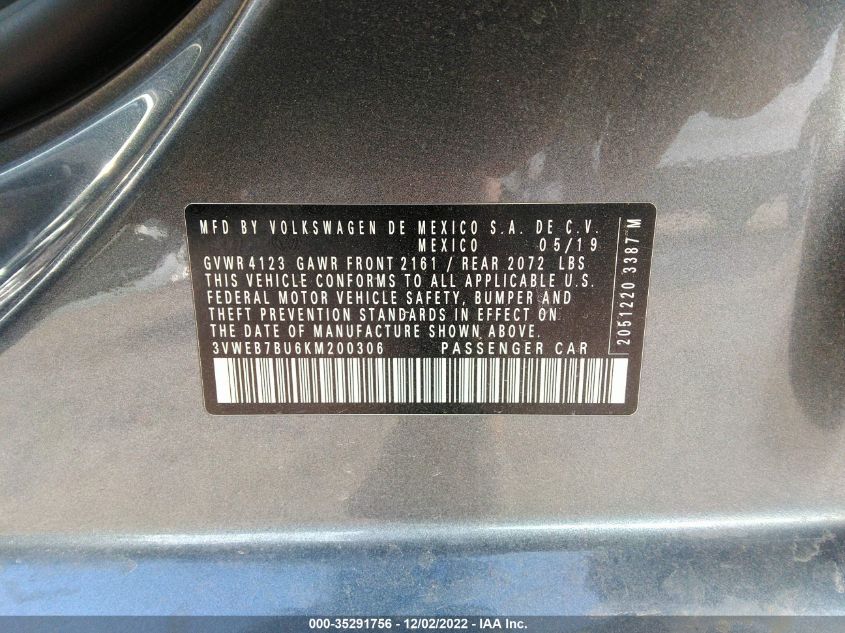 MFD BY VOLKSWAGEN DE MEXICO S.A. DE C.V.
MEXICO 05/19
GVWR 4123 GAWR FRONT 2161 / REAR 2072 LBS
THIS VEHICLE CONFORMS TO ALL APPLICABLE U.S.
FEDERAL MOTOR VEHICLE SAFETY, BUMPER AND
THEFT PREVENTION STANDARDS IN EFFECT ON
THE DATE OF MANUFACTURE SHOWN ABOVE.
3VWEB7BU6KM200306 PASSENGER CAR
2051220 3387 M
000-35291756 - 12/02/2022 - IAA Inc.